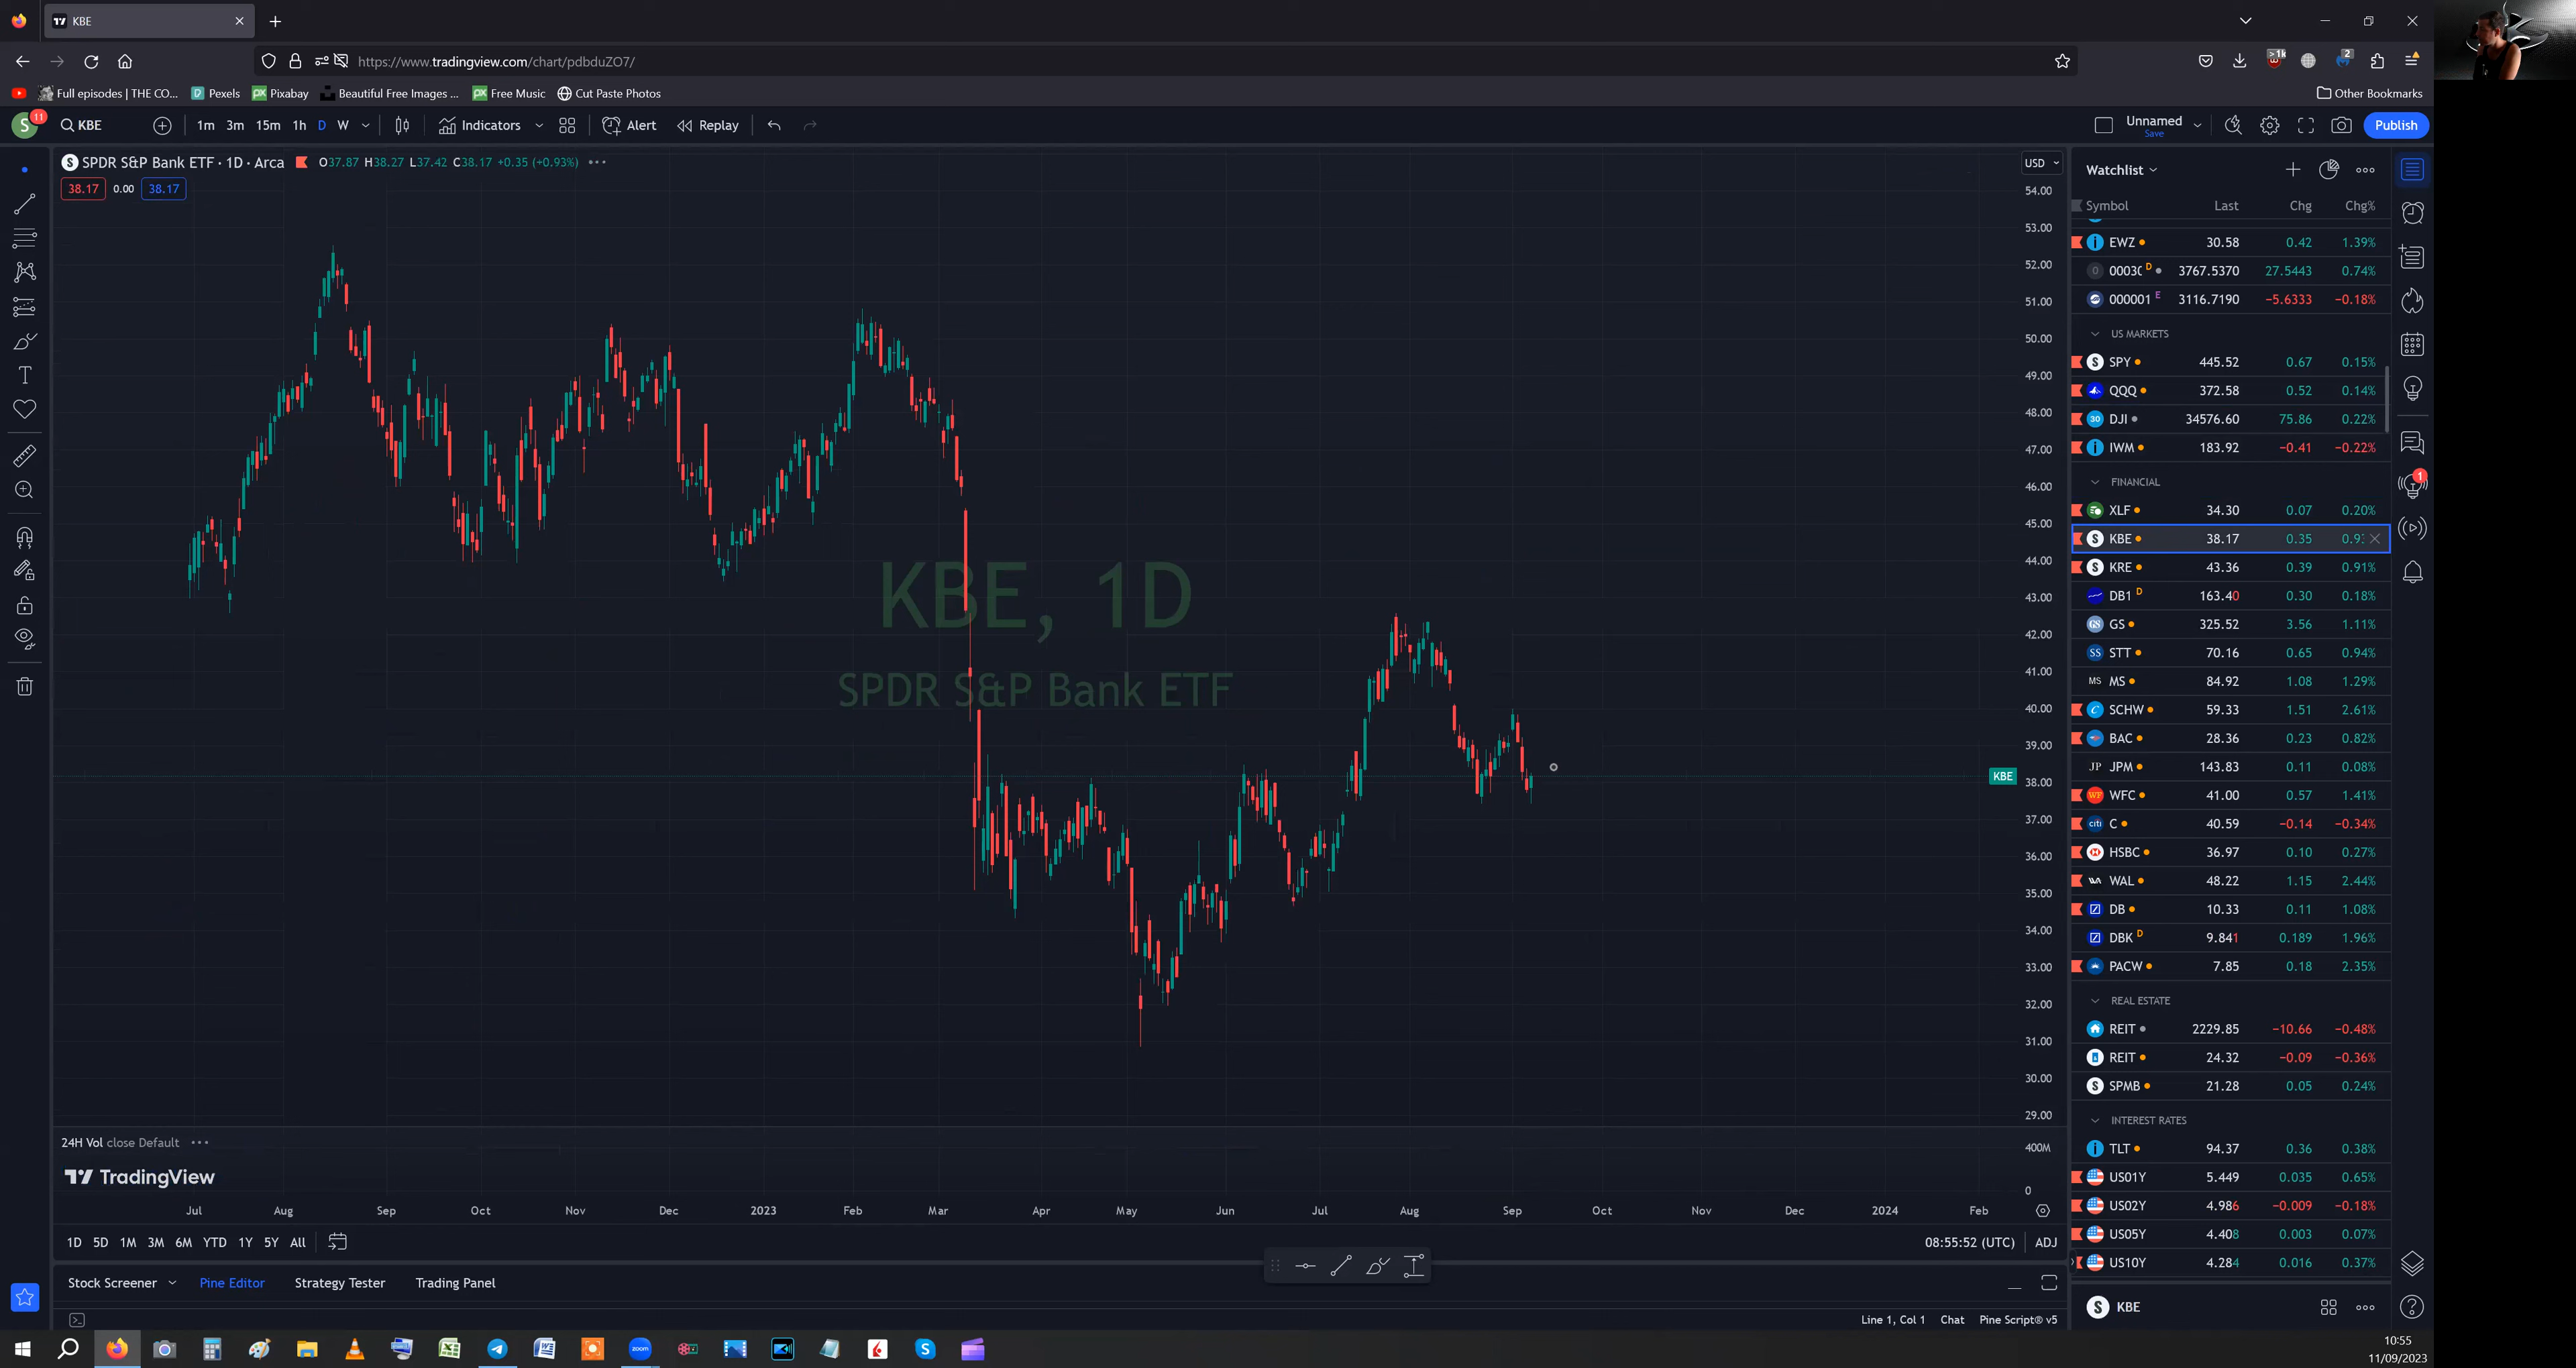 KBE
https://www.tradingview.com/chart/pdbduZO7/
>1k
2
Full episodes | THE CO...
Pexels
Pixabay
Beautiful Free Images ...
Free Music
Cut Paste Photos
Other Bookmarks
S 11 KBE 1m 3m 15m 1h D W Indicators Alert Replay
Unnamed
Save
Publish
SPDR S&P Bank ETF · 1D · Arca O37.87 H38.27 L37.42 C38.17 +0.35 (+0.93%)
38.17 0.00 38.17
USD
54.00
53.00
52.00
51.00
50.00
49.00
48.00
47.00
46.00
45.00
44.00
43.00
42.00
41.00
40.00
39.00
KBE
38.00
37.00
36.00
35.00
34.00
33.00
32.00
31.00
30.00
29.00
400M
0
KBE, 1D
SPDR S&P Bank ETF
24H Vol close Default
TradingView
Jul Aug Sep Oct Nov Dec 2023 Feb Mar Apr May Jun Jul Aug Sep Oct Nov Dec 2024 Feb
1D 5D 1M 3M 6M YTD 1Y 5Y All
08:55:52 (UTC) ADJ
Stock Screener Pine Editor Strategy Tester Trading Panel
Line 1, Col 1 Chat Pine Script® v5
Watchlist
Symbol Last Chg Chg%
EWZ 30.58 0.42 1.39%
0003 D 3767.5370 27.5443 0.74%
000001 E 3116.7190 −5.6333 −0.18%
US MARKETS
SPY 445.52 0.67 0.15%
QQQ 372.58 0.52 0.14%
30 DJI 34576.60 75.86 0.22%
IWM 183.92 −0.41 −0.22%
FINANCIAL
XLF 34.30 0.07 0.20%
S KBE 38.17 0.35 0.93
S KRE 43.36 0.39 0.91%
DB1 D 163.40 0.30 0.18%
GS GS 325.52 3.56 1.11%
SS STT 70.16 0.65 0.94%
MS MS 84.92 1.08 1.29%
SCHW 59.33 1.51 2.61%
BAC 28.36 0.23 0.82%
JP JPM 143.83 0.11 0.08%
WF WFC 41.00 0.57 1.41%
citi C 40.59 −0.14 −0.34%
HSBC 36.97 0.10 0.27%
WAL 48.22 1.15 2.44%
DB 10.33 0.11 1.08%
DBK D 9.841 0.189 1.96%
PACW 7.85 0.18 2.35%
REAL ESTATE
REIT 2229.85 −10.66 −0.48%
REIT 24.32 −0.09 −0.36%
S SPMB 21.28 0.05 0.24%
INTEREST RATES
TLT 94.37 0.36 0.38%
US01Y 5.449 0.035 0.65%
US02Y 4.986 −0.009 −0.18%
US05Y 4.408 0.003 0.07%
US10Y 4.284 0.016 0.37%
S KBE
1
zoom
10:55
11/09/2023